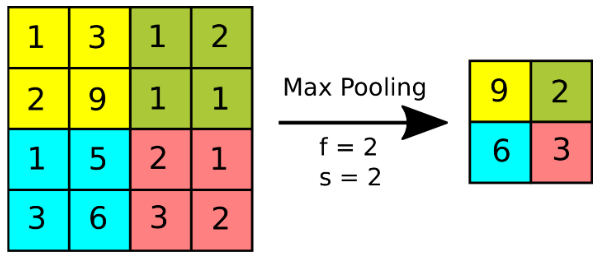 1 3 1 2
2 9 1 1
1 5 2 1
3 6 3 2
Max Pooling
f = 2
s = 2
9 2
6 3